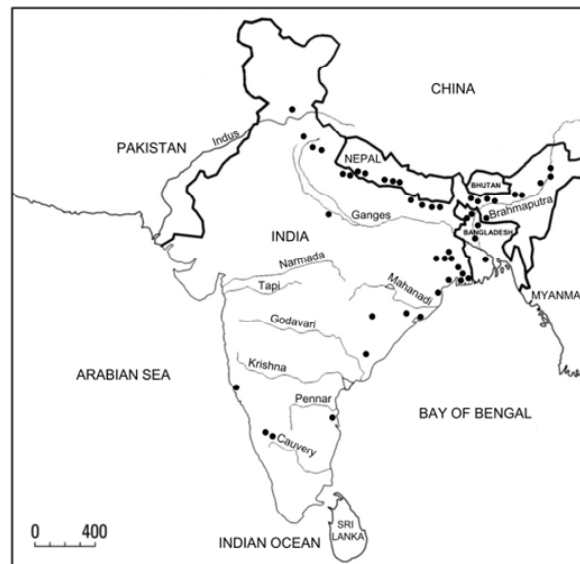 CHINA
PAKISTAN
Indus
NEPAL
BHUTAN
Brahmaputra
Ganges
BANGLADESH
INDIA
Narmada
Tapi
Mahanadi
MYANMA
Godavari
Krishna
ARABIAN SEA
Pennar
BAY OF BENGAL
Cauvery
0 400
INDIAN OCEAN
SRI
LANKA